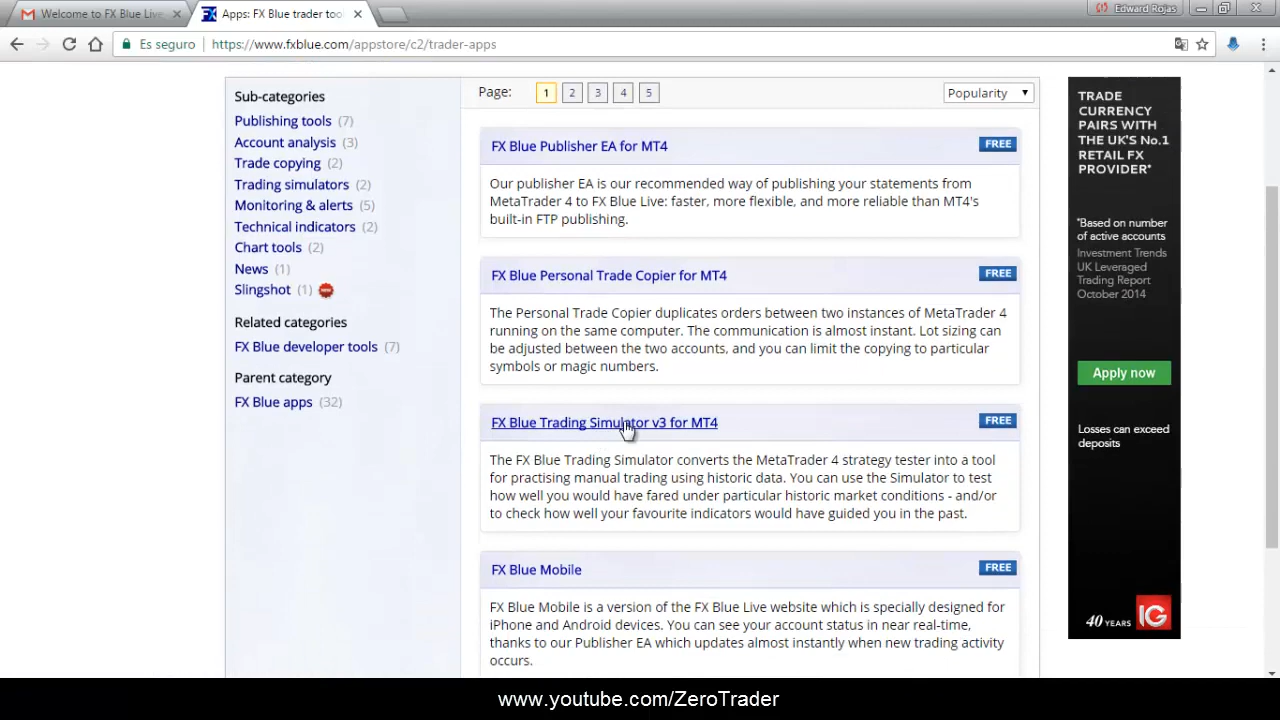 Welcome to FX Blue Live
Apps: FX Blue trader too
Edward Rojas
Es seguro
https://www.fxblue.com/appstore/c2/trader-apps
Sub-categories
Publishing tools (7)
Account analysis (3)
Trade copying (2)
Trading simulators (2)
Monitoring & alerts (5)
Technical indicators (2)
Chart tools (2)
News (1)
Slingshot (1)
Related categories
FX Blue developer tools (7)
Parent category
FX Blue apps (32)
Page: 1 2 3 4 5
Popularity
FX Blue Publisher EA for MT4
FREE
Our publisher EA is our recommended way of publishing your statements from
MetaTrader 4 to FX Blue Live: faster, more flexible, and more reliable than MT4's
built-in FTP publishing.
FX Blue Personal Trade Copier for MT4
FREE
The Personal Trade Copier duplicates orders between two instances of MetaTrader 4
running on the same computer. The communication is almost instant. Lot sizing can
be adjusted between the two accounts, and you can limit the copying to particular
symbols or magic numbers.
FX Blue Trading Simulator v3 for MT4
FREE
The FX Blue Trading Simulator converts the MetaTrader 4 strategy tester into a tool
for practising manual trading using historic data. You can use the Simulator to test
how well you would have fared under particular historic market conditions - and/or
to check how well your favourite indicators would have guided you in the past.
FX Blue Mobile
FREE
FX Blue Mobile is a version of the FX Blue Live website which is specially designed for
iPhone and Android devices. You can see your account status in near real-time,
thanks to our Publisher EA which updates almost instantly when new trading activity
occurs.
TRADE
CURRENCY
PAIRS WITH
THE UK'S No.1
RETAIL FX
PROVIDER*
*Based on number
of active accounts
Investment Trends
UK Leveraged
Trading Report
October 2014
Apply now
Losses can exceed
deposits
40 YEARS IG
www.youtube.com/ZeroTrader